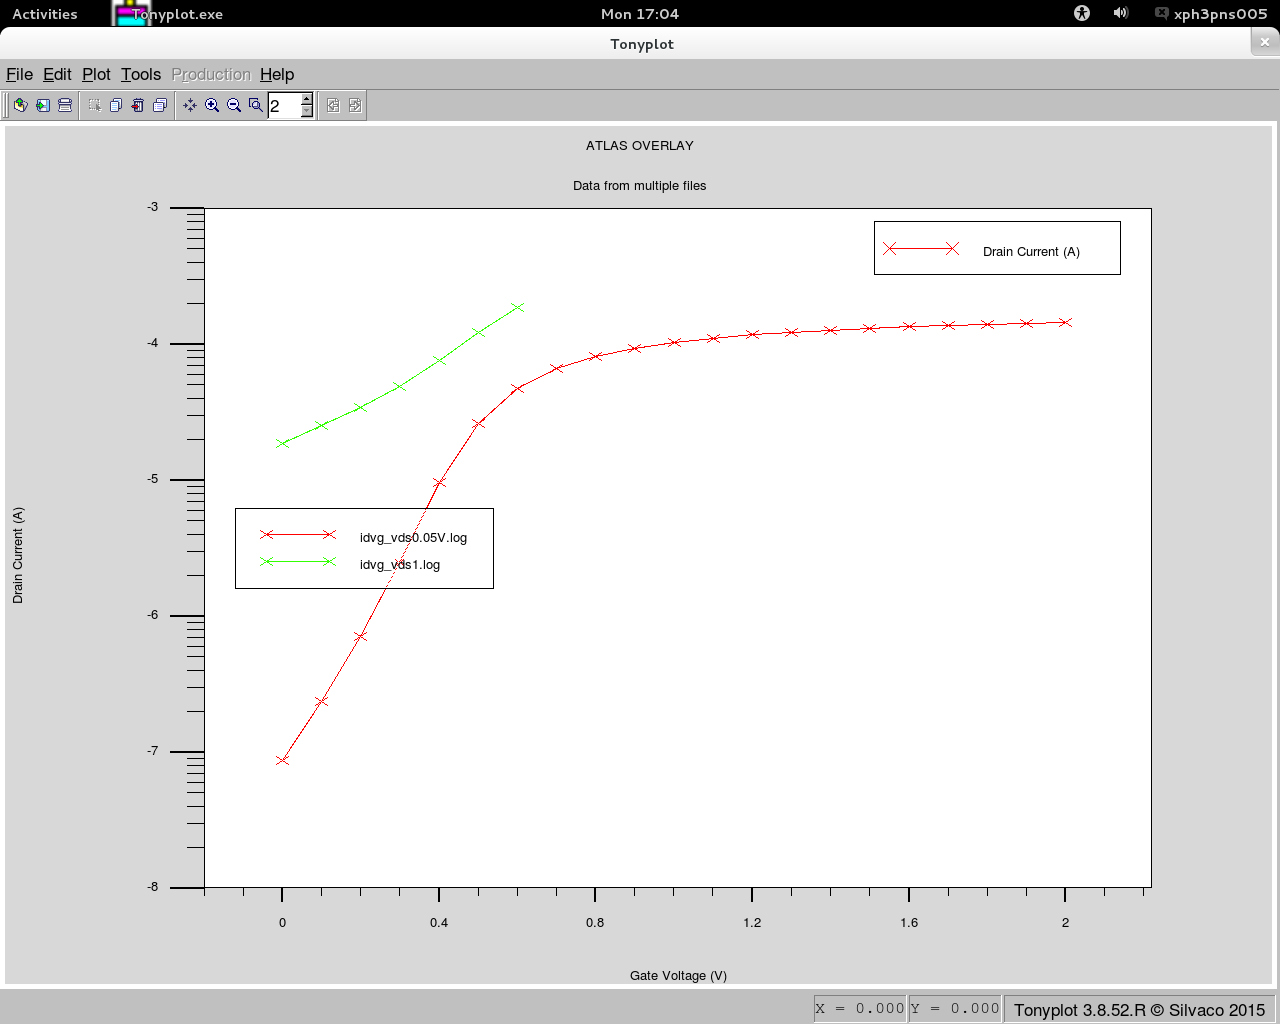 Activities Tonyplot.exe Mon 17:04 xph3pns005
Tonyplot
File Edit Plot Tools Production Help
2
ATLAS OVERLAY
Data from multiple files
-3
Drain Current (A)
-4
-5
idvg_vds0.05V.log
idvg_vds1.log
Drain Current (A)
-6
-7
-8
0 0.4 0.8 1.2 1.6 2
Gate Voltage (V)
X = 0.000 Y = 0.000 Tonyplot 3.8.52.R © Silvaco 2015